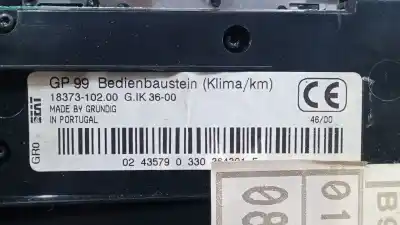 GP 99 Bedienbaustein (Klima/km)
18373-102.00 G.IK 36-00
MADE BY GRUNDIG
IN PORTUGAL
CE
46/00
GR0
02 43579 0 330